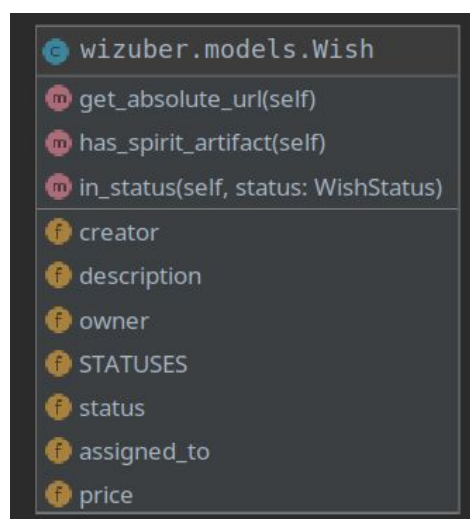 c wizuber.models.Wish
m get_absolute_url(self)
m has_spirit_artifact(self)
m in_status(self, status: WishStatus)
f creator
f description
f owner
f STATUSES
f status
f assigned_to
f price